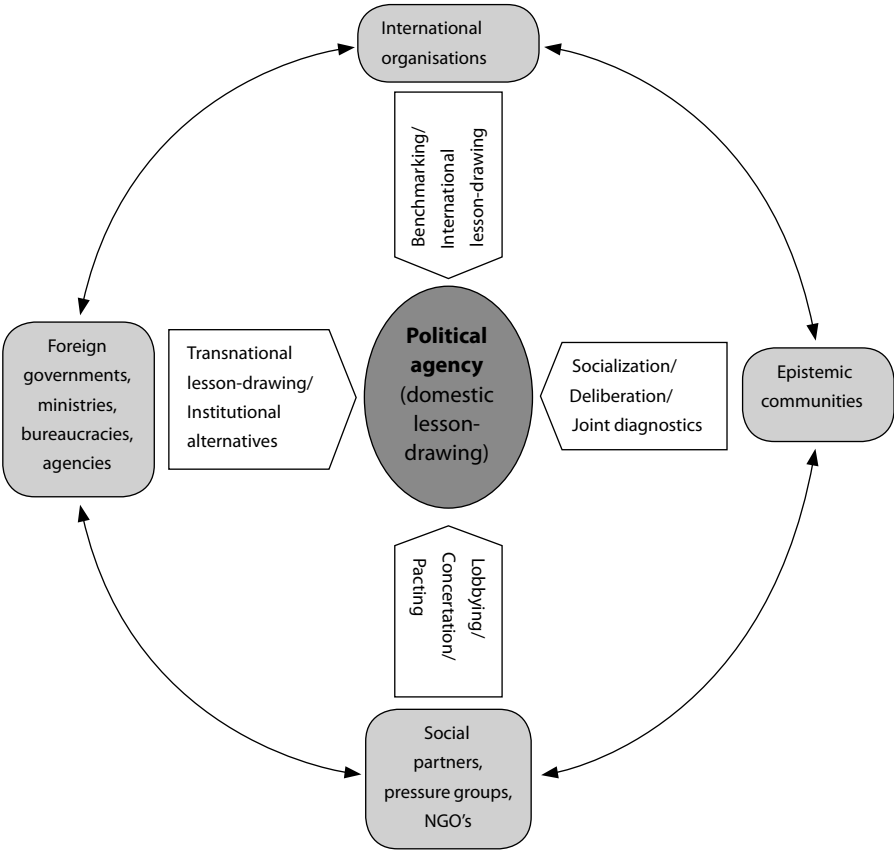 International
organisations
Benchmarking/
International
lesson-drawing
Foreign
governments,
ministries,
bureaucracies,
agencies
Transnational
lesson-drawing/
Institutional
alternatives
Political
agency
(domestic
lesson-
drawing)
Socialization/
Deliberation/
Joint diagnostics
Epistemic
communities
Lobbying/
Concertation/
Pacting
Social
partners,
pressure groups,
NGO's